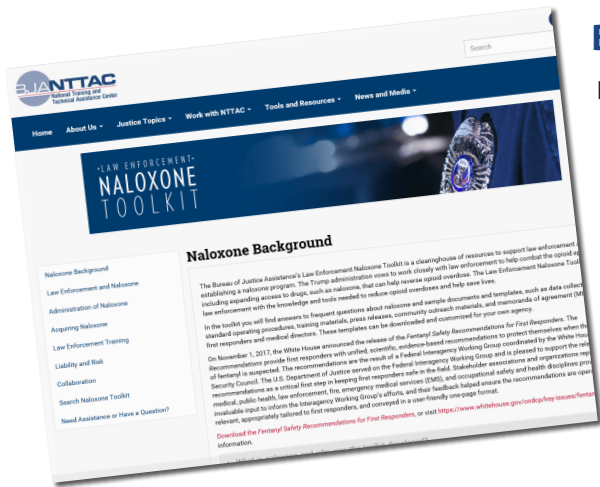 BJANTTAC
National Training and
Technical Assistance Center
Search
Home
About Us
Justice Topics
Work with NTTAC
Tools and Resources
News and Media
·LAW ENFORCEMENT·
NALOXONE
TOOLKIT
Naloxone Background
Law Enforcement and Naloxone
Administration of Naloxone
Acquiring Naloxone
Law Enforcement Training
Liability and Risk
Collaboration
Search Naloxone Toolkit
Need Assistance or Have a Question?
Naloxone Background
The Bureau of Justice Assistance's Law Enforcement Naloxone Toolkit is a clearinghouse of resources to support law enforcement
establishing a naloxone program. The Trump administration vows to work closely with law enforcement to help combat the opioid
including expanding access to drugs, such as naloxone, that can help reverse opioid overdose. The Law Enforcement Naloxone
law enforcement with the knowledge and tools needed to reduce opioid overdoses and help save lives.
In the toolkit you will find answers to frequent questions about naloxone and sample documents and templates, such as data
standard operating procedures, training materials, press releases, community outreach materials, and memoranda of agreement
first responders and medical directors. These templates can be downloaded and customized for your own agency.
On November 1, 2017, the White House announced the release of the Fentanyl Safety Recommendations for First Responders. The
Recommendations provide first responders with unified, scientific, evidence-based recommendations to protect themselves when
of fentanyl is suspected. The recommendations are the result of a Federal Interagency Working Group coordinated by the White
Security Council. The U.S. Department of Justice served on the Federal Interagency Working Group and is pleased to support the
recommendations as a critical first step in keeping first responders safe in the field. Stakeholder associations and organizations
medical, public health, law enforcement, fire, emergency medical services (EMS), and occupational safety and health disciplines
invaluable input to inform the Interagency Working Group's efforts, and their feedback helped ensure the recommendations are
relevant, appropriately tailored to first responders, and conveyed in a user-friendly one-page format.
Download the Fentanyl Safety Recommendations for First Responders, or visit https://www.whitehouse.gov/ondcp/key-issues/fentan
information.